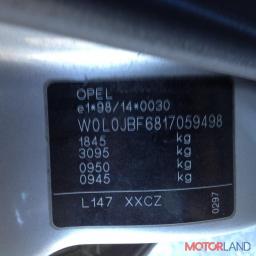 OPEL
e1*98/14*0030
W0L0JBF6817059498
1845 kg
3095 kg
0950 kg
0945 kg
L147 XXCZ
0297
MOTORLAND